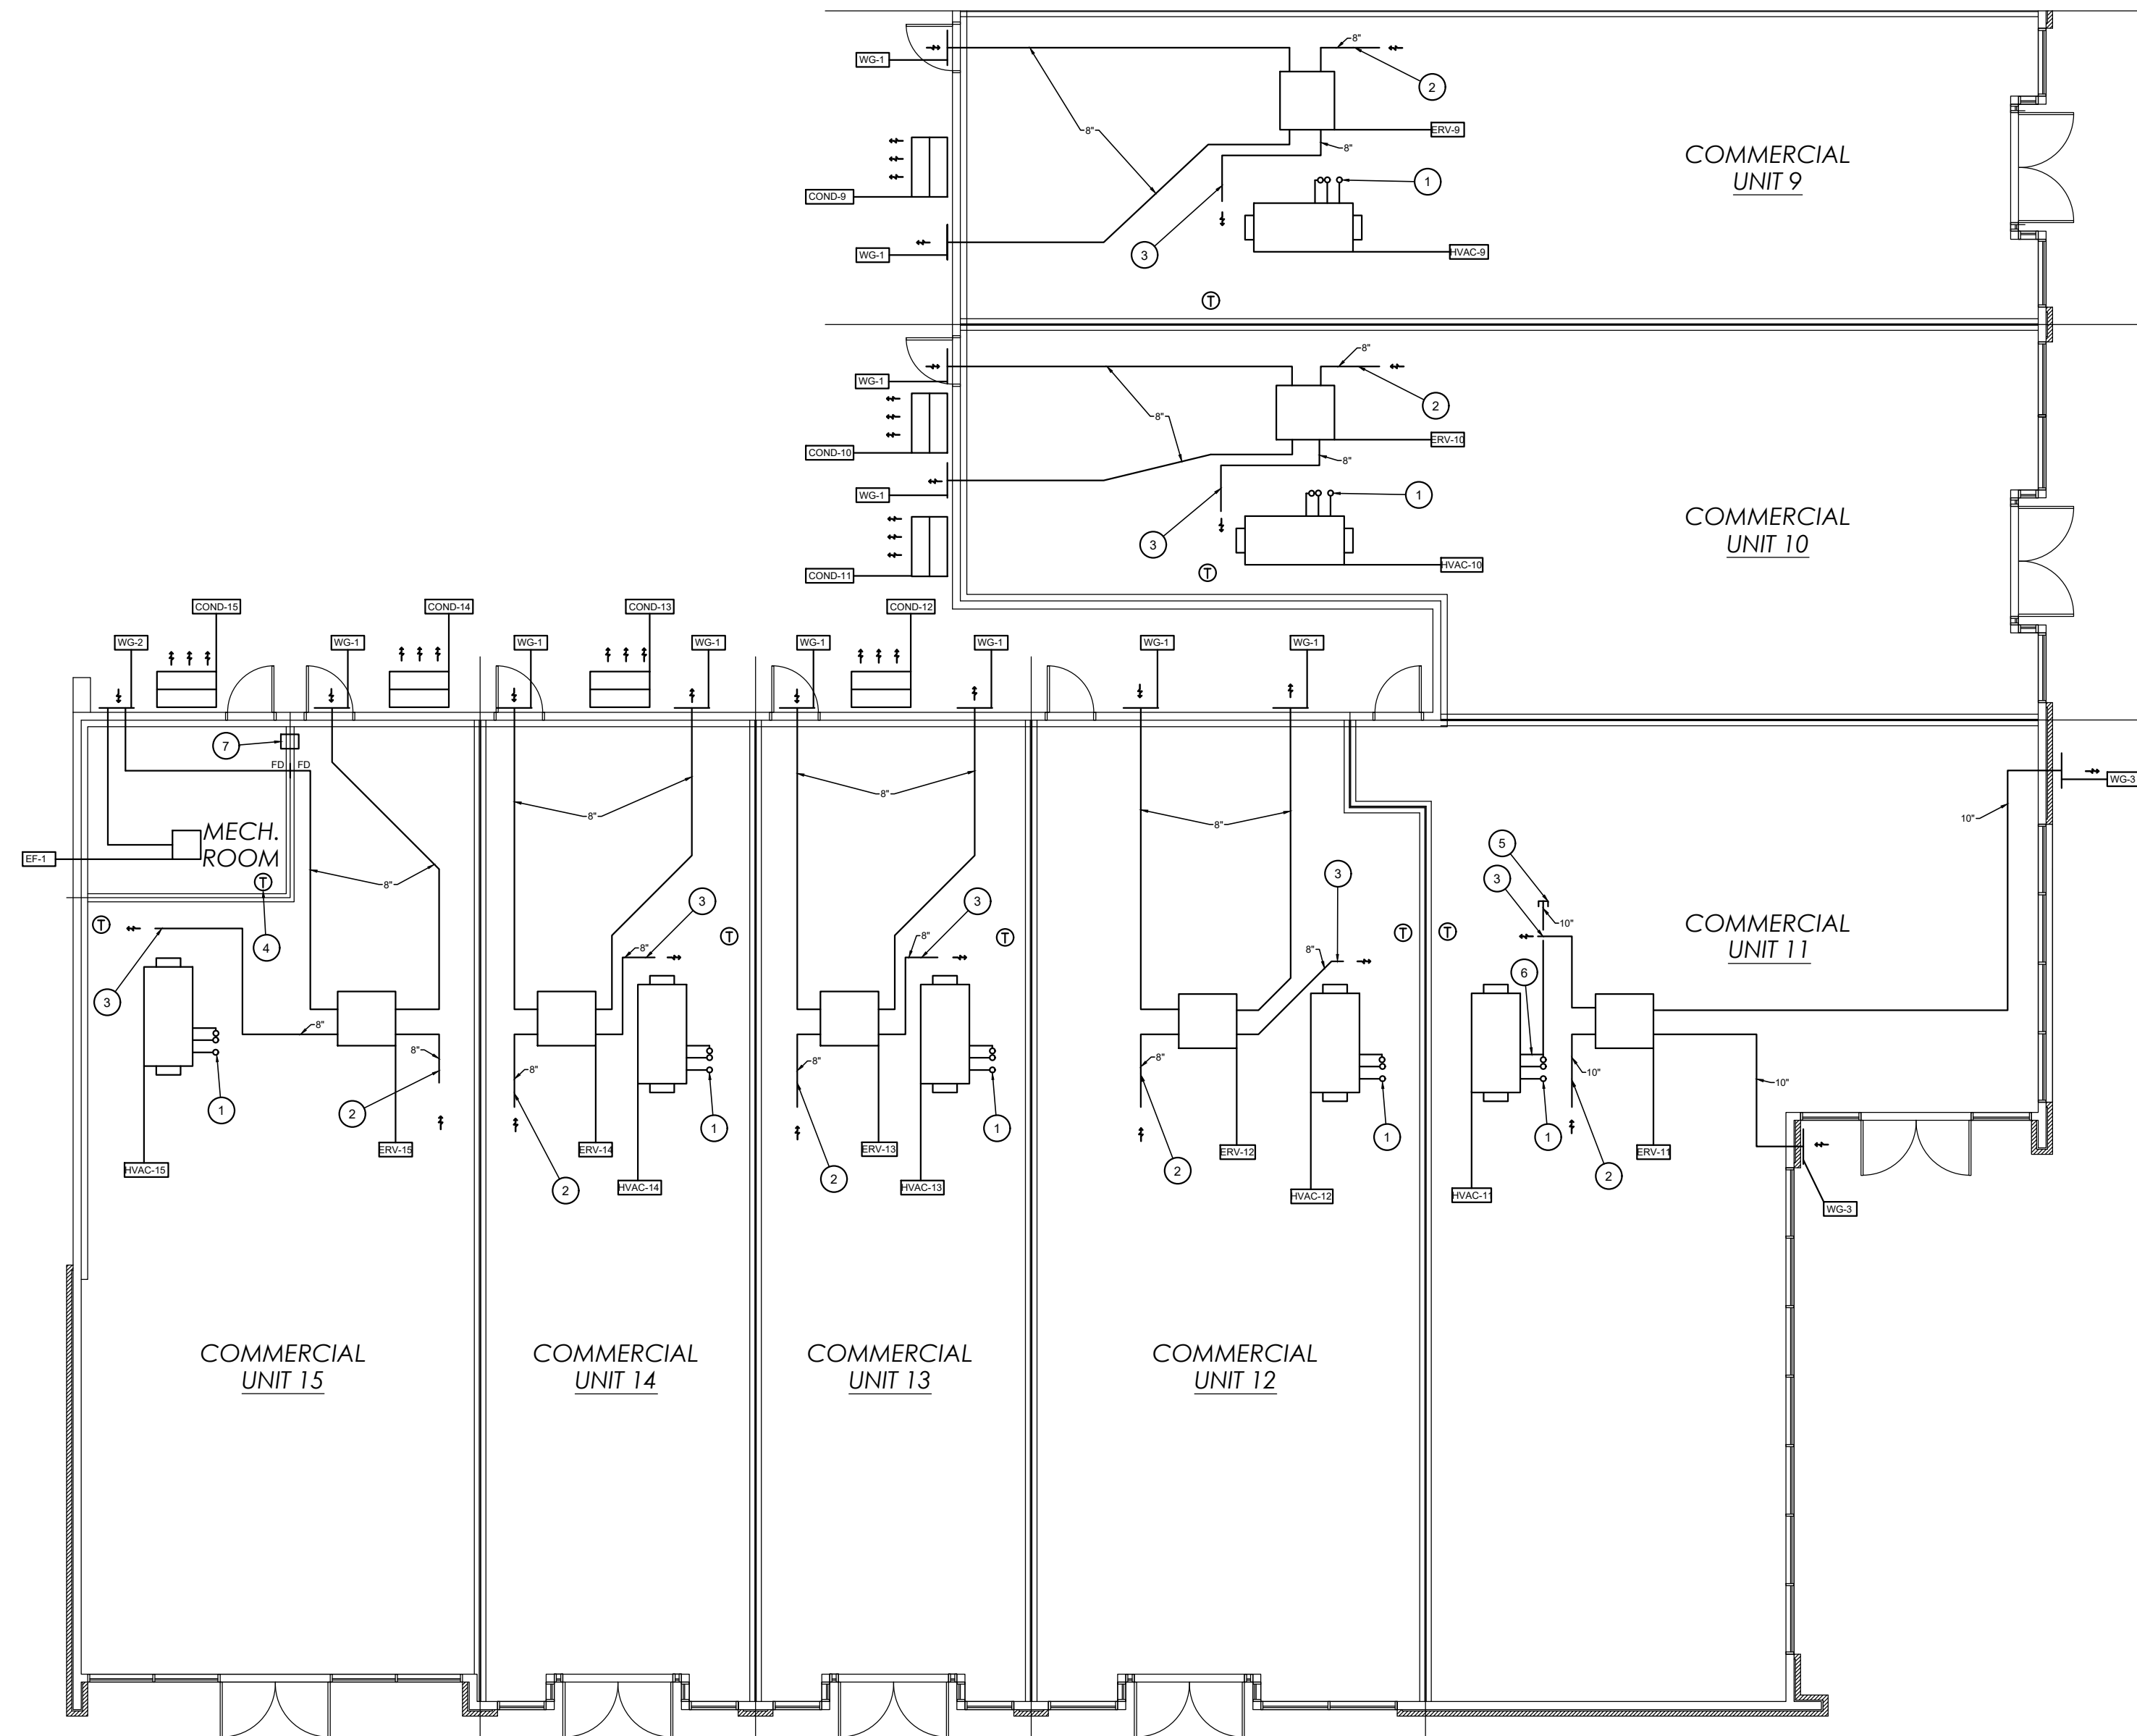 WG-1
8"
2
8"
ERV-9
8"
COMMERCIAL
UNIT 9
COND-9
1
WG-1
3
HVAC-9
T
8"
WG-1
2
8"
ERV-10
COND-10
8"
WG-1
1
COMMERCIAL
UNIT 10
3
COND-11
HVAC-10
T
COND-15
COND-14
COND-13
COND-12
WG-2
WG-1
WG-1
WG-1
WG-1
WG-1
WG-1
WG-1
7
FD
FD
WG-3
8"
8"
8"
10"
MECH.
ROOM
EF-1
T
8"
5
3
3
3
3
10"
COMMERCIAL
UNIT 11
T
4
T
T
T
T
8"
8"
8"
6
3
8"
8"
2
1
8"
2
1
8"
2
1
8"
2
1
10"
2
1
10"
HVAC-15
ERV-15
ERV-14
HVAC-14
ERV-13
HVAC-13
ERV-12
HVAC-12
HVAC-11
ERV-11
WG-3
COMMERCIAL
UNIT 15
COMMERCIAL
UNIT 14
COMMERCIAL
UNIT 13
COMMERCIAL
UNIT 12